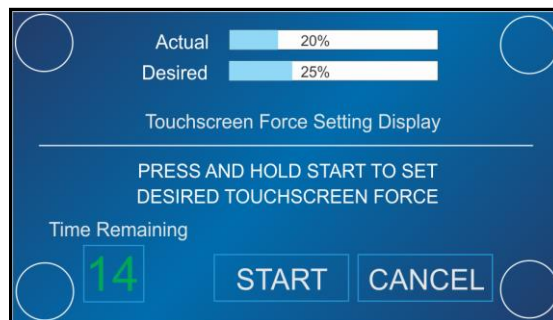 Actual 20%
Desired 25%
Touchscreen Force Setting Display
PRESS AND HOLD START TO SET
DESIRED TOUCHSCREEN FORCE
Time Remaining
14 START CANCEL